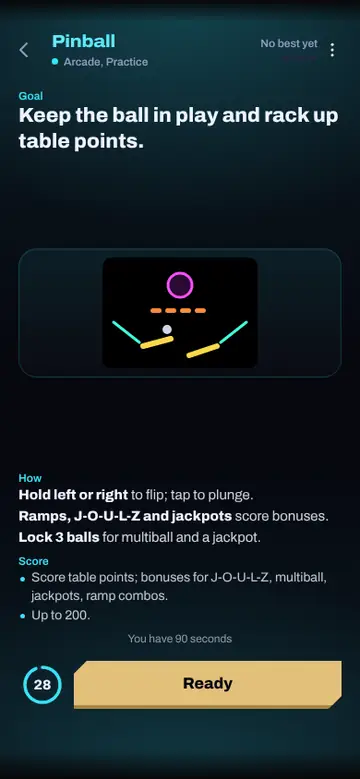 Pinball
No best yet
Arcade, Practice
Goal
Keep the ball in play and rack up
table points.
How
Hold left or right to flip; tap to plunge.
Ramps, J-O-U-L-Z and jackpots score bonuses.
Lock 3 balls for multiball and a jackpot.
Score
Score table points; bonuses for J-O-U-L-Z, multiball,
jackpots, ramp combos.
Up to 200.
You have 90 seconds
28
Ready